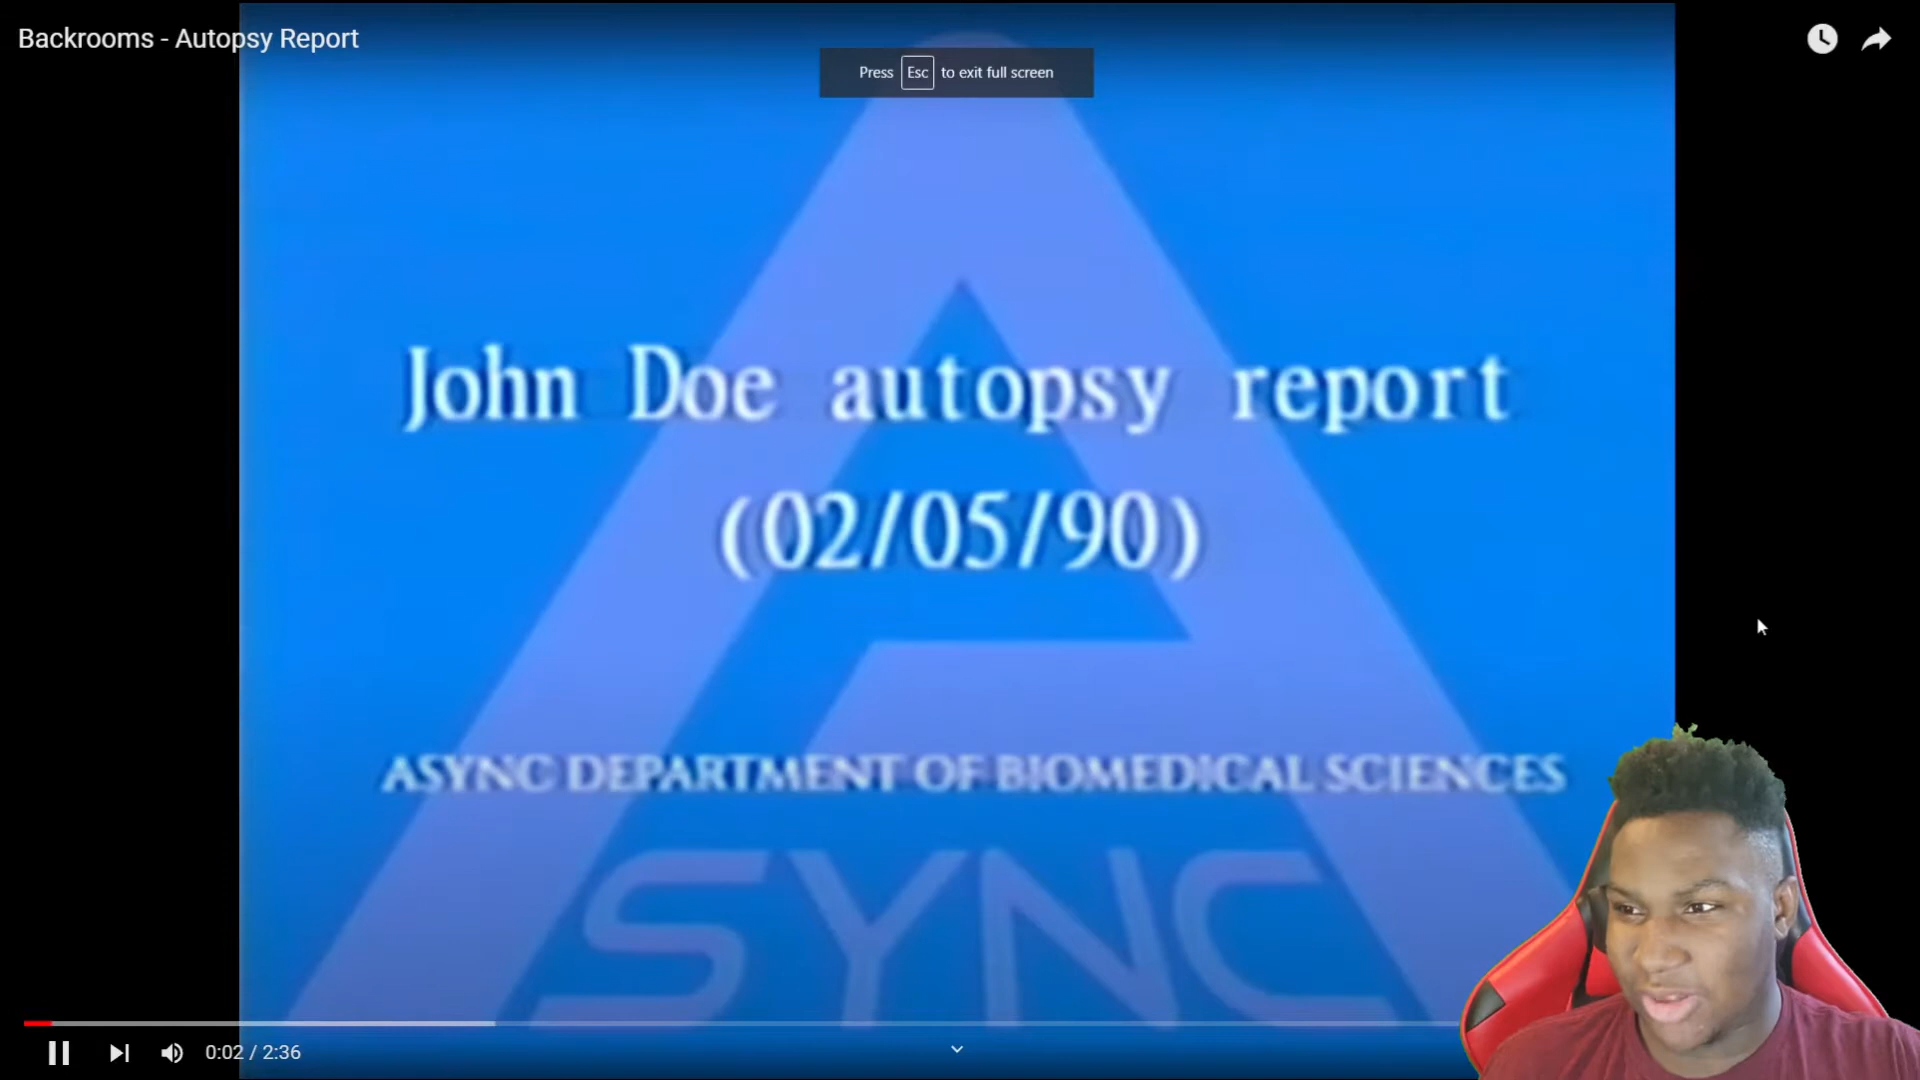 Backrooms - Autopsy Report
Press Esc to exit full screen
John Doe autopsy report
(02/05/90)
ASYNC DEPARTMENT OF BIOMEDICAL SCIENCES
ASYNC
0:02 / 2:36